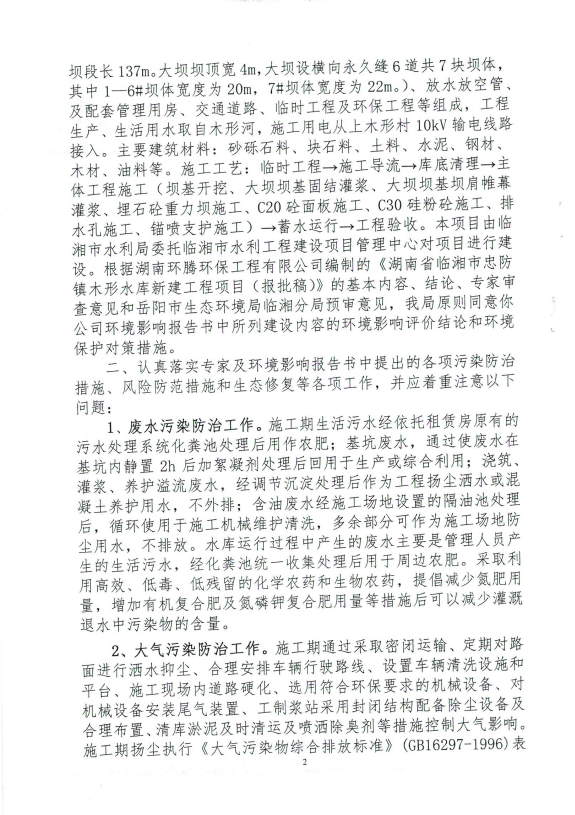 坝段长 137m。大坝坝顶宽 4m，大坝设横向永久缝 6 道共 7 块坝体，
其中 1—6#坝体宽度为 20m，7#坝体宽度为 22m。）、放水放空管、
及配套管理用房、交通道路、临时工程及环保工程等组成，工程
生产、生活用水取自木形河，施工用电从上木形村 10kV 输电线路
接入。主要建筑材料：砂砾石料、块石料、土料、水泥、钢材、
木材、油料等。施工工艺：临时工程→施工导流→库底清理→主
体工程施工（坝基开挖、大坝坝基固结灌浆、大坝坝基坝肩帷幕
灌浆、埋石砼重力坝施工、C20 砼面板施工、C30 硅粉砼施工、排
水孔施工、锚喷支护施工）→蓄水运行→工程验收。本项目由临
湘市水利局委托临湘市水利工程建设项目管理中心对项目进行建
设。根据湖南环腾环保工程有限公司编制的《湖南省临湘市忠防
镇木形水库新建工程项目（报批稿）》的基本内容、结论、专家审
查意见和岳阳市生态环境局临湘分局预审意见，我局原则同意你
公司环境影响报告书中所列建设内容的环境影响评价结论和环境
保护对策措施。
二、认真落实专家及环境影响报告书中提出的各项污染防治
措施、风险防范措施和生态修复等各项工作，并应着重注意以下
问题：
1、废水污染防治工作。施工期生活污水经依托租赁房原有的
污水处理系统化粪池处理后用作农肥；基坑废水，通过使废水在
基坑内静置 2h 后加絮凝剂处理后回用于生产或综合利用；浇筑、
灌浆、养护溢流废水，经调节沉淀处理后作为工程扬尘洒水或混
凝土养护用水，不外排；含油废水经施工场地设置的隔油池处理
后，循环使用于施工机械维护清洗，多余部分可作为施工场地防
尘用水，不排放。水库运行过程中产生的废水主要是管理人员产
生的生活污水，经化粪池统一收集处理后用于周边农肥。采取利
用高效、低毒、低残留的化学农药和生物农药，提倡减少氮肥用
量，增加有机复合肥及氮磷钾复合肥用量等措施后可以减少灌溉
退水中污染物的含量。
2、大气污染防治工作。施工期通过采取密闭运输、定期对路
面进行洒水抑尘、合理安排车辆行驶路线、设置车辆清洗设施和
平台、施工现场内道路硬化、选用符合环保要求的机械设备、对
机械设备安装尾气装置、工制浆站采用封闭结构配备除尘设备及
合理布置、清库淤泥及时清运及喷洒除臭剂等措施控制大气影响。
施工期扬尘执行《大气污染物综合排放标准》(GB16297-1996)表
2